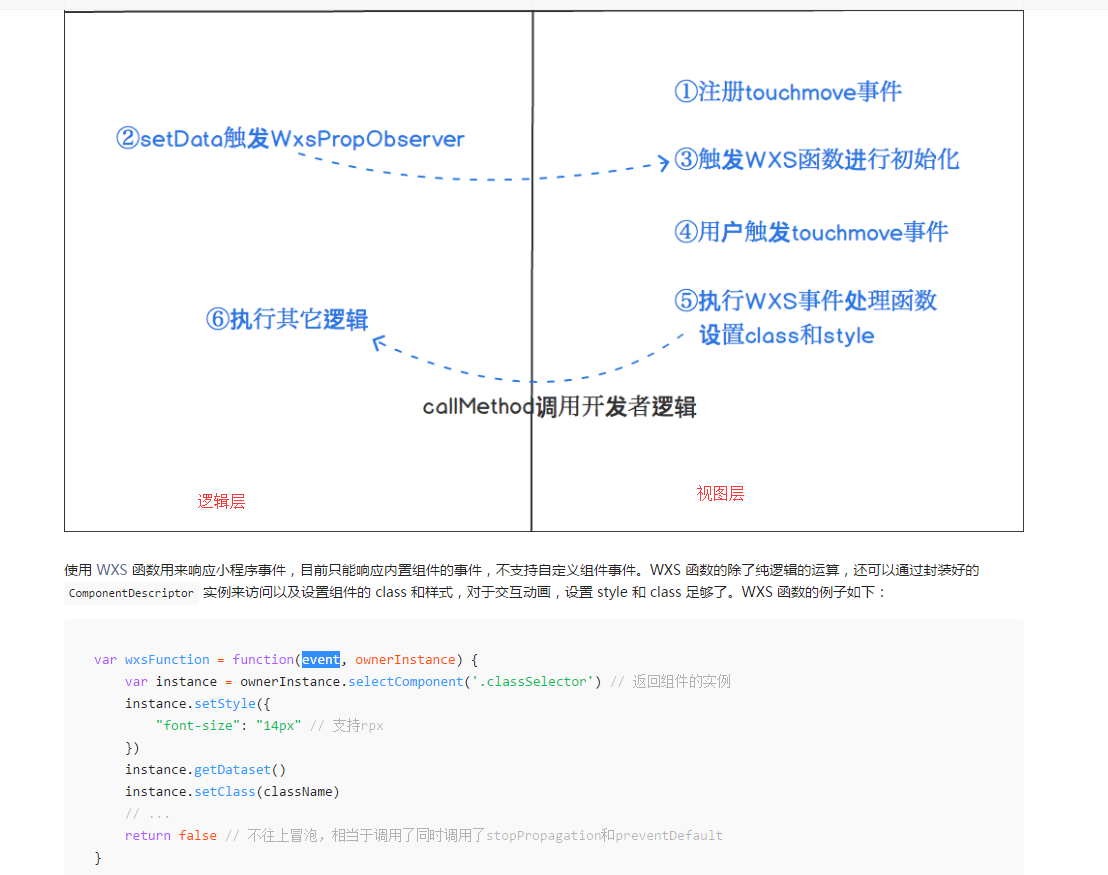 ①注册touchmove事件
②setData触发WxsPropObserver
③触发WXS函数进行初始化
④用户触发touchmove事件
⑤执行WXS事件处理函数
设置class和style
⑥执行其它逻辑
callMethod调用开发者逻辑
逻辑层
视图层
使用 WXS 函数用来响应小程序事件，目前只能响应内置组件的事件，不支持自定义组件事件。WXS 函数的除了纯逻辑的运算，还可以通过封装好的
ComponentDescriptor 实例来访问以及设置组件的 class 和样式，对于交互动画，设置 style 和 class 足够了。WXS 函数的例子如下：
var wxsFunction = function(event, ownerInstance) {
    var instance = ownerInstance.selectComponent('.classSelector') // 返回组件的实例
    instance.setStyle({
        "font-size": "14px" // 支持rpx
    })
    instance.getDataset()
    instance.setClass(className)
    // ...
    return false // 不往上冒泡，相当于调用了同时调用了stopPropagation和preventDefault
}